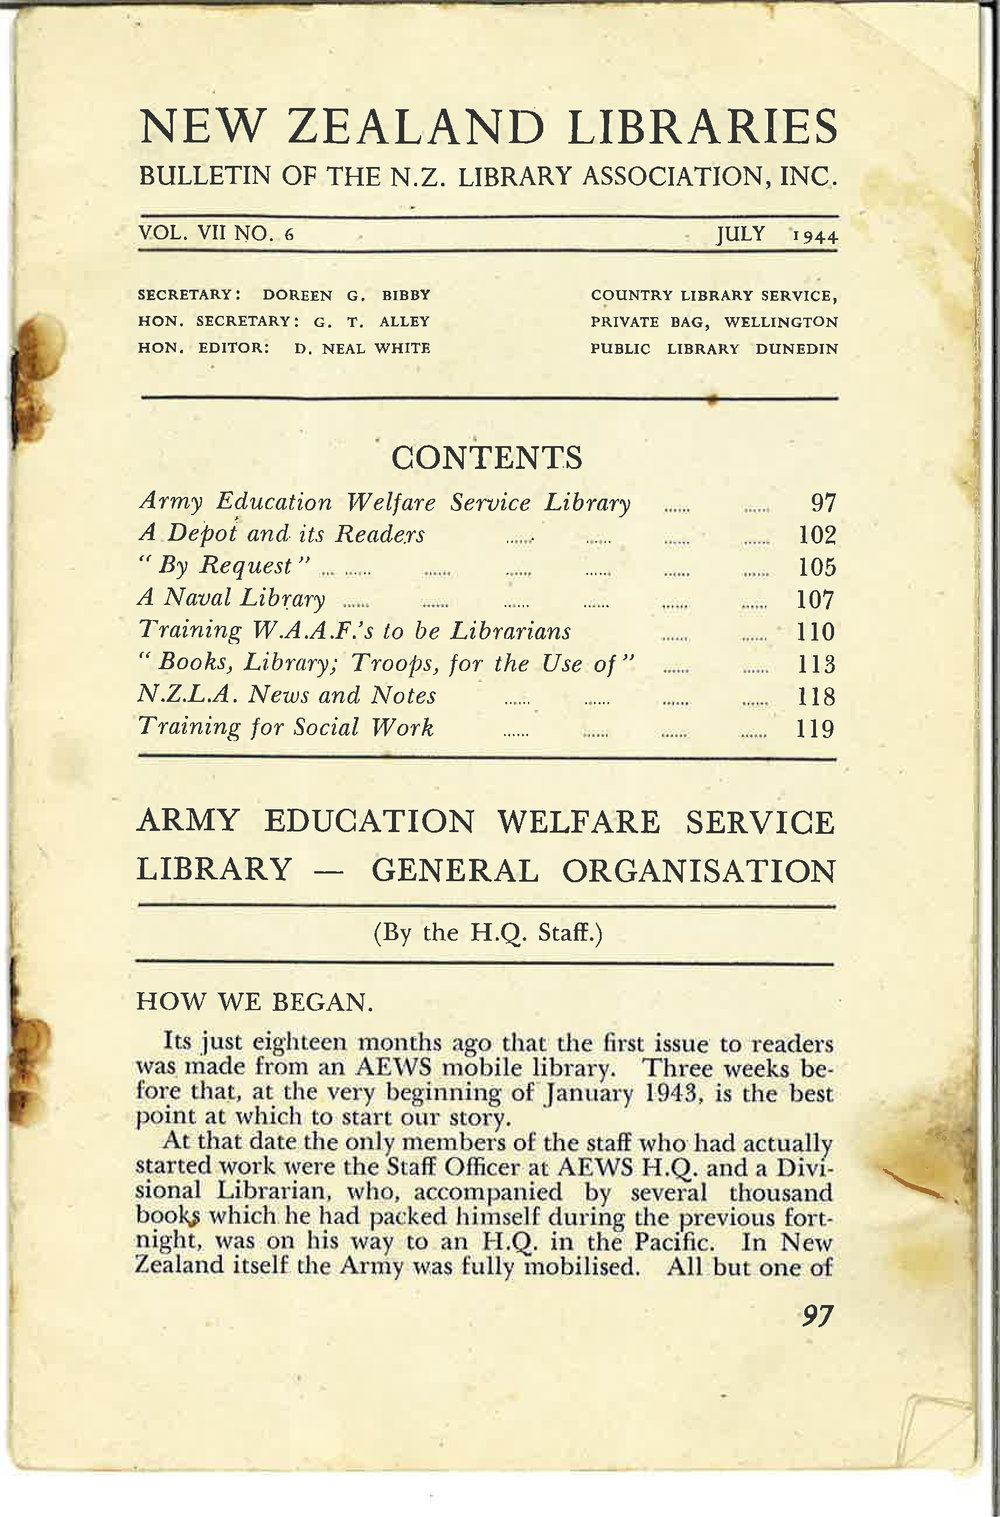 NEW ZEALAND LIBRARIES
BULLETIN OF THE N.Z. LIBRARY ASSOCIATION, INC.
VOL. VII NO. 6 JULY 1944
SECRETARY: DOREEN G. BIBBY COUNTRY LIBRARY SERVICE,
HON. SECRETARY: G. T. ALLEY PRIVATE BAG, WELLINGTON
HON. EDITOR: D. NEAL WHITE PUBLIC LIBRARY DUNEDIN
CONTENTS
Army Education Welfare Service Library ...... ...... 97
A Depot and its Readers ...... ...... ...... ...... 102
“By Request” ... ...... ...... ...... ...... ...... ...... 105
A Naval Library ...... ...... ...... ...... ...... ...... 107
Training W.A.A.F.'s to be Librarians ...... ...... 110
“Books, Library; Troops, for the Use of” ...... ...... 113
N.Z.L.A. News and Notes ...... ...... ...... ...... 118
Training for Social Work ...... ...... ...... ...... 119
ARMY EDUCATION WELFARE SERVICE
LIBRARY — GENERAL ORGANISATION
(By the H.Q. Staff.)
HOW WE BEGAN.
Its just eighteen months ago that the first issue to readers
was made from an AEWS mobile library. Three weeks be-
fore that, at the very beginning of January 1943, is the best
point at which to start our story.
At that date the only members of the staff who had actually
started work were the Staff Officer at AEWS H.Q. and a Divi-
sional Librarian, who, accompanied by several thousand
books which he had packed himself during the previous fort-
night, was on his way to an H.Q. in the Pacific. In New
Zealand itself the Army was fully mobilised. All but one of
97